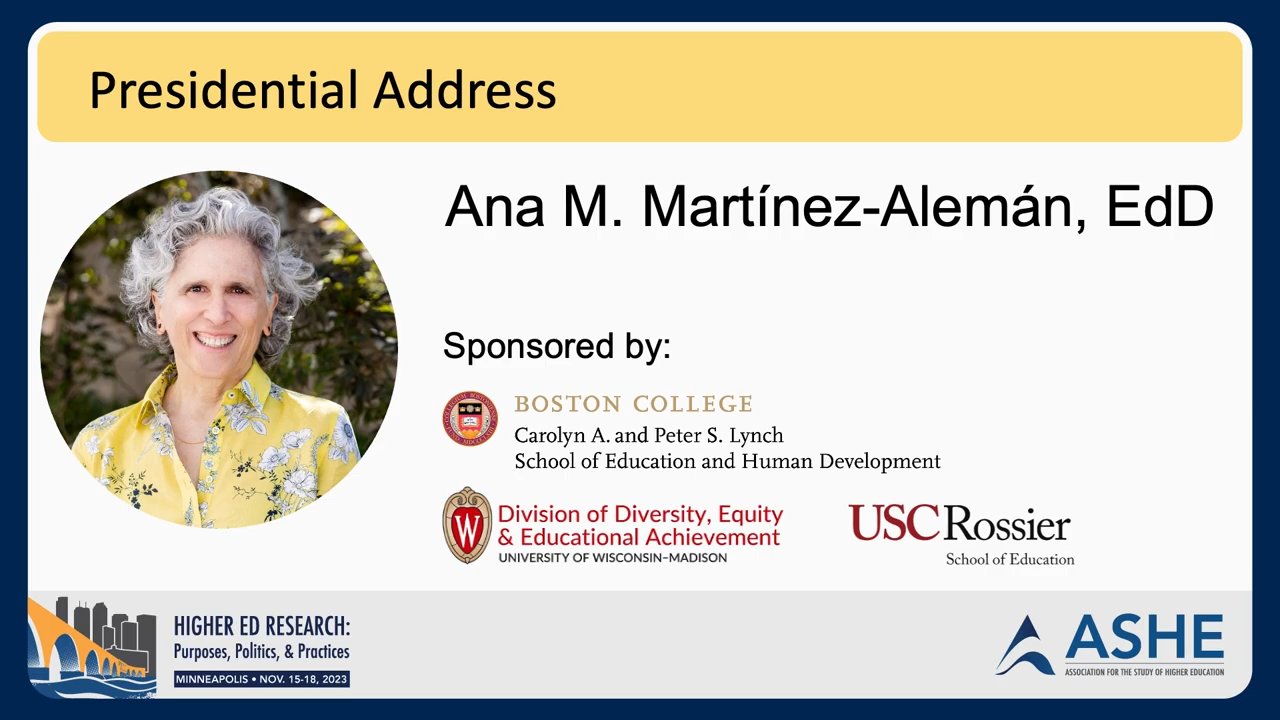 Presidential Address
Ana M. Martínez-Alemán, EdD
Sponsored by:
BOSTON COLLEGE
Carolyn A. and Peter S. Lynch
School of Education and Human Development
W
Division of Diversity, Equity
& Educational Achievement
UNIVERSITY OF WISCONSIN–MADISON
USC Rossier
School of Education
HIGHER ED RESEARCH:
Purposes, Politics, & Practices
MINNEAPOLIS • NOV. 15-18, 2023
ASHE
ASSOCIATION FOR THE STUDY OF HIGHER EDUCATION